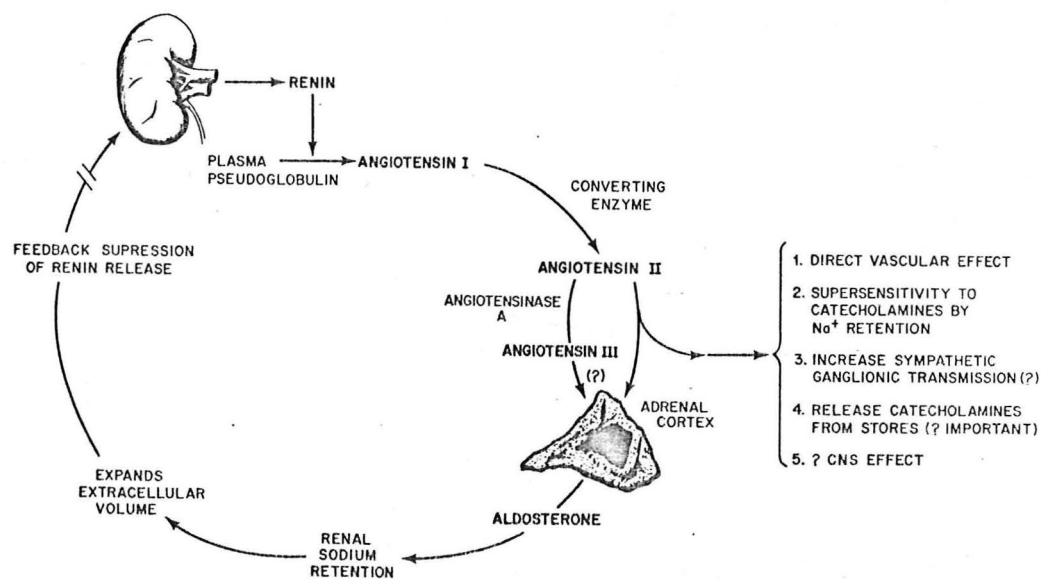 RENIN
PLASMA
PSEUDOGLOBULIN
ANGIOTENSIN I
CONVERTING
ENZYME
FEEDBACK SUPRESSION
OF RENIN RELEASE
ANGIOTENSIN II
ANGIOTENSINASE
A
ANGIOTENSIN III
(?)
ADRENAL
CORTEX
1. DIRECT VASCULAR EFFECT
2. SUPERSENSITIVITY TO
CATECHOLAMINES BY
Na+ RETENTION
3. INCREASE SYMPATHETIC
GANGLIONIC TRANSMISSION (?)
4. RELEASE CATECHOLAMINES
FROM STORES (? IMPORTANT)
5. ? CNS EFFECT
EXPANDS
EXTRACELLULAR
VOLUME
ALDOSTERONE
RENAL
SODIUM
RETENTION